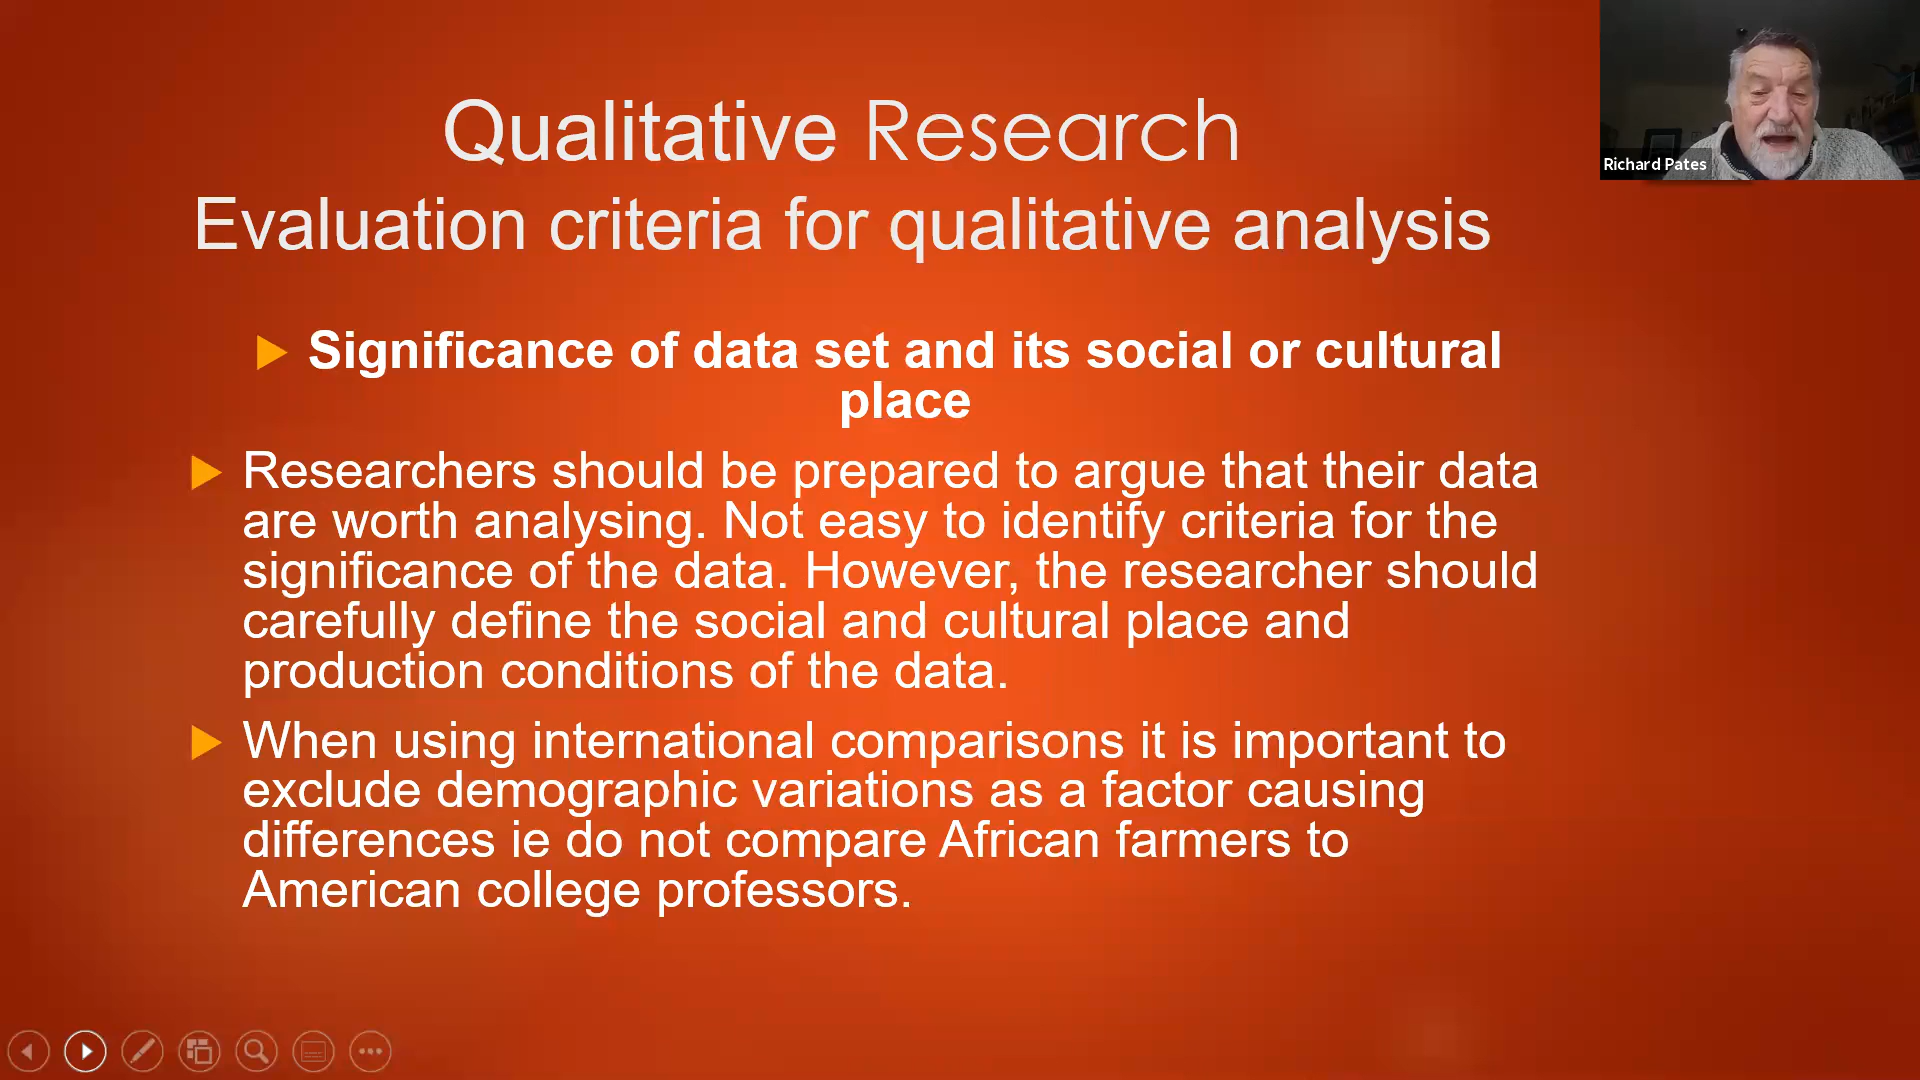 Qualitative Research
Evaluation criteria for qualitative analysis
Richard Pates
Significance of data set and its social or cultural
place
Researchers should be prepared to argue that their data
are worth analysing. Not easy to identify criteria for the
significance of the data. However, the researcher should
carefully define the social and cultural place and
production conditions of the data.
When using international comparisons it is important to
exclude demographic variations as a factor causing
differences ie do not compare African farmers to
American college professors.